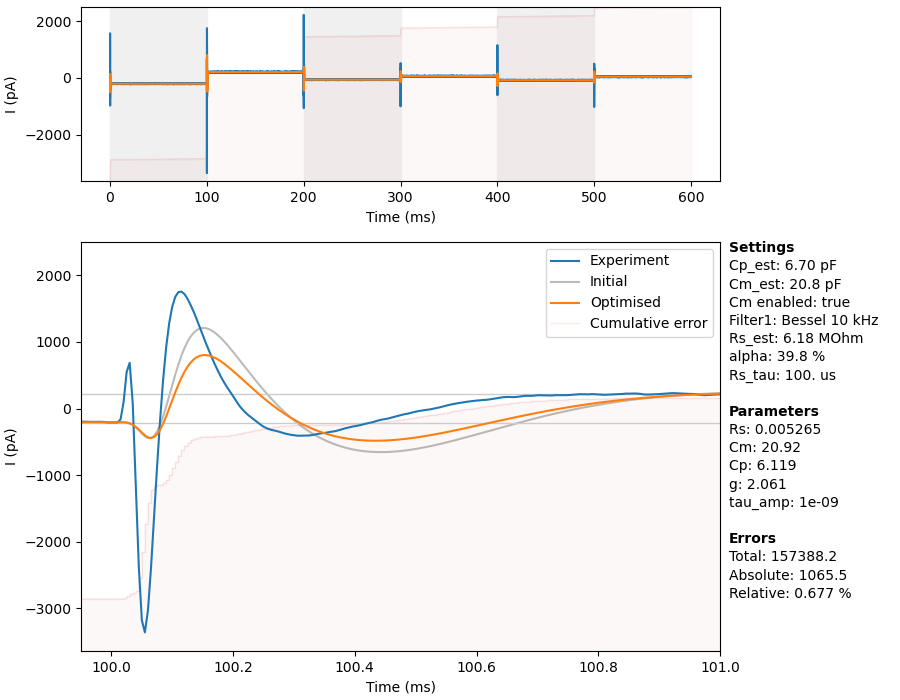 2000
0
−2000
I (pA)
0 100 200 300 400 500 600
Time (ms)
2000
1000
0
−1000
−2000
−3000
I (pA)
100.0 100.2 100.4 100.6 100.8 101.0
Time (ms)
Experiment
Initial
Optimised
Cumulative error
Settings
Cp_est: 6.70 pF
Cm_est: 20.8 pF
Cm enabled: true
Filter1: Bessel 10 kHz
Rs_est: 6.18 MOhm
alpha: 39.8 %
Rs_tau: 100. us
Parameters
Rs: 0.005265
Cm: 20.92
Cp: 6.119
g: 2.061
tau_amp: 1e-09
Errors
Total: 157388.2
Absolute: 1065.5
Relative: 0.677 %